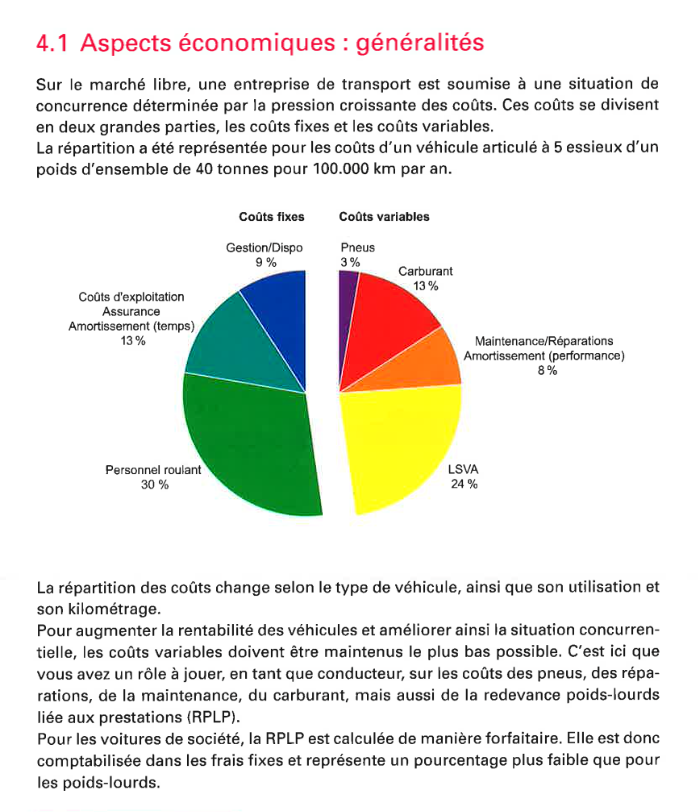 4.1 Aspects économiques : généralités
Sur le marché libre, une entreprise de transport est soumise à une situation de
concurrence déterminée par la pression croissante des coûts. Ces coûts se divisent
en deux grandes parties, les coûts fixes et les coûts variables.
La répartition a été représentée pour les coûts d'un véhicule articulé à 5 essieux d'un
poids d'ensemble de 40 tonnes pour 100.000 km par an.
Coûts fixes
Coûts variables
Gestion/Dispo
9 %
Pneus
3 %
Carburant
13 %
Coûts d'exploitation
Assurance
Amortissement (temps)
13 %
Maintenance/Réparations
Amortissement (performance)
8 %
Personnel roulant
30 %
LSVA
24 %
La répartition des coûts change selon le type de véhicule, ainsi que son utilisation et
son kilométrage.
Pour augmenter la rentabilité des véhicules et améliorer ainsi la situation concurren-
tielle, les coûts variables doivent être maintenus le plus bas possible. C'est ici que
vous avez un rôle à jouer, en tant que conducteur, sur les coûts des pneus, des répa-
rations, de la maintenance, du carburant, mais aussi de la redevance poids-lourds
liée aux prestations (RPLP).
Pour les voitures de société, la RPLP est calculée de manière forfaitaire. Elle est donc
comptabilisée dans les frais fixes et représente un pourcentage plus faible que pour
les poids-lourds.